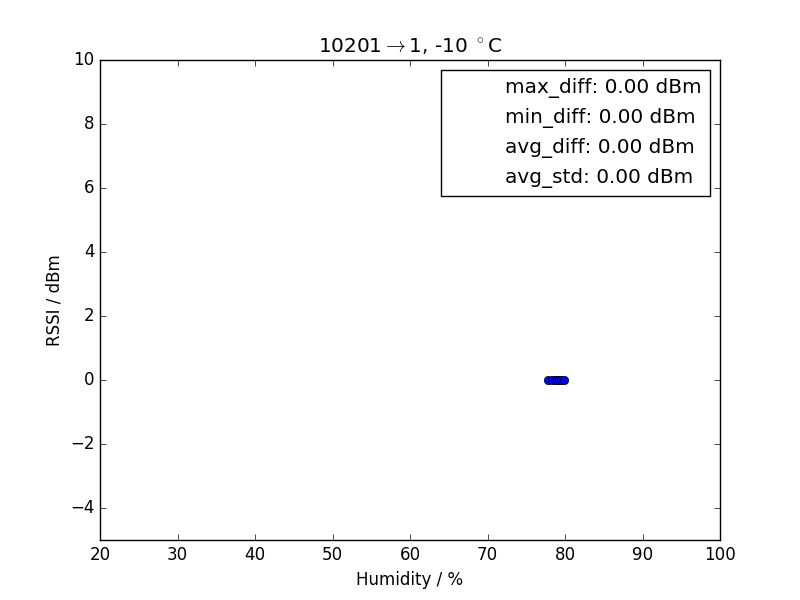 10201→1, -10 °C
10
8
6
4
2
0
−2
−4
RSSI / dBm
max_diff: 0.00 dBm
min_diff: 0.00 dBm
avg_diff: 0.00 dBm
avg_std: 0.00 dBm
20 30 40 50 60 70 80 90 100
Humidity / %